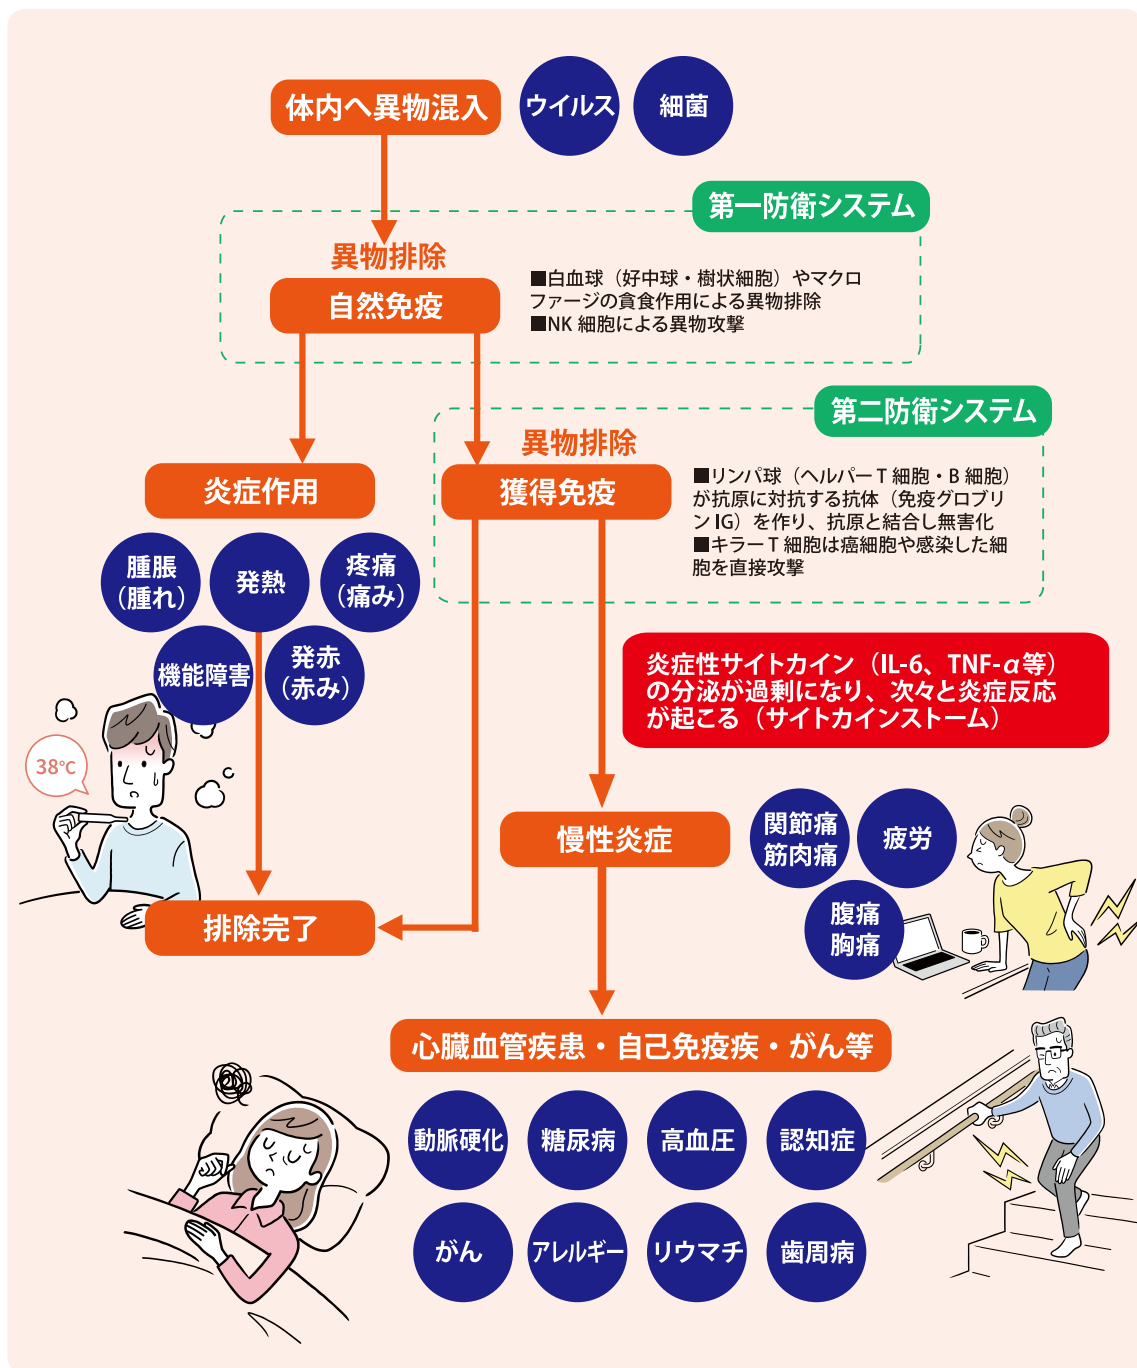 体内へ異物混入
ウイルス
細菌
第一防衛システム
異物排除
自然免疫
■白血球（好中球・樹状細胞）やマクロ
ファージの貪食作用による異物排除
■NK 細胞による異物攻撃
第二防衛システム
異物排除
獲得免疫
■リンパ球（ヘルパー T 細胞・B 細胞）
が抗原に対抗する抗体（免疫グロブリ
ン IG）を作り、抗原と結合し無害化
■キラー T 細胞は癌細胞や感染した細
胞を直接攻撃
炎症作用
腫脹
（腫れ）
発熱
疼痛
（痛み）
機能障害
発赤
（赤み）
38℃
炎症性サイトカイン（IL-6、TNF-α等）
の分泌が過剰になり、次々と炎症反応
が起こる（サイトカインストーム）
慢性炎症
関節痛
筋肉痛
疲労
腹痛
胸痛
排除完了
心臓血管疾患・自己免疫疾・がん等
動脈硬化
糖尿病
高血圧
認知症
がん
アレルギー
リウマチ
歯周病